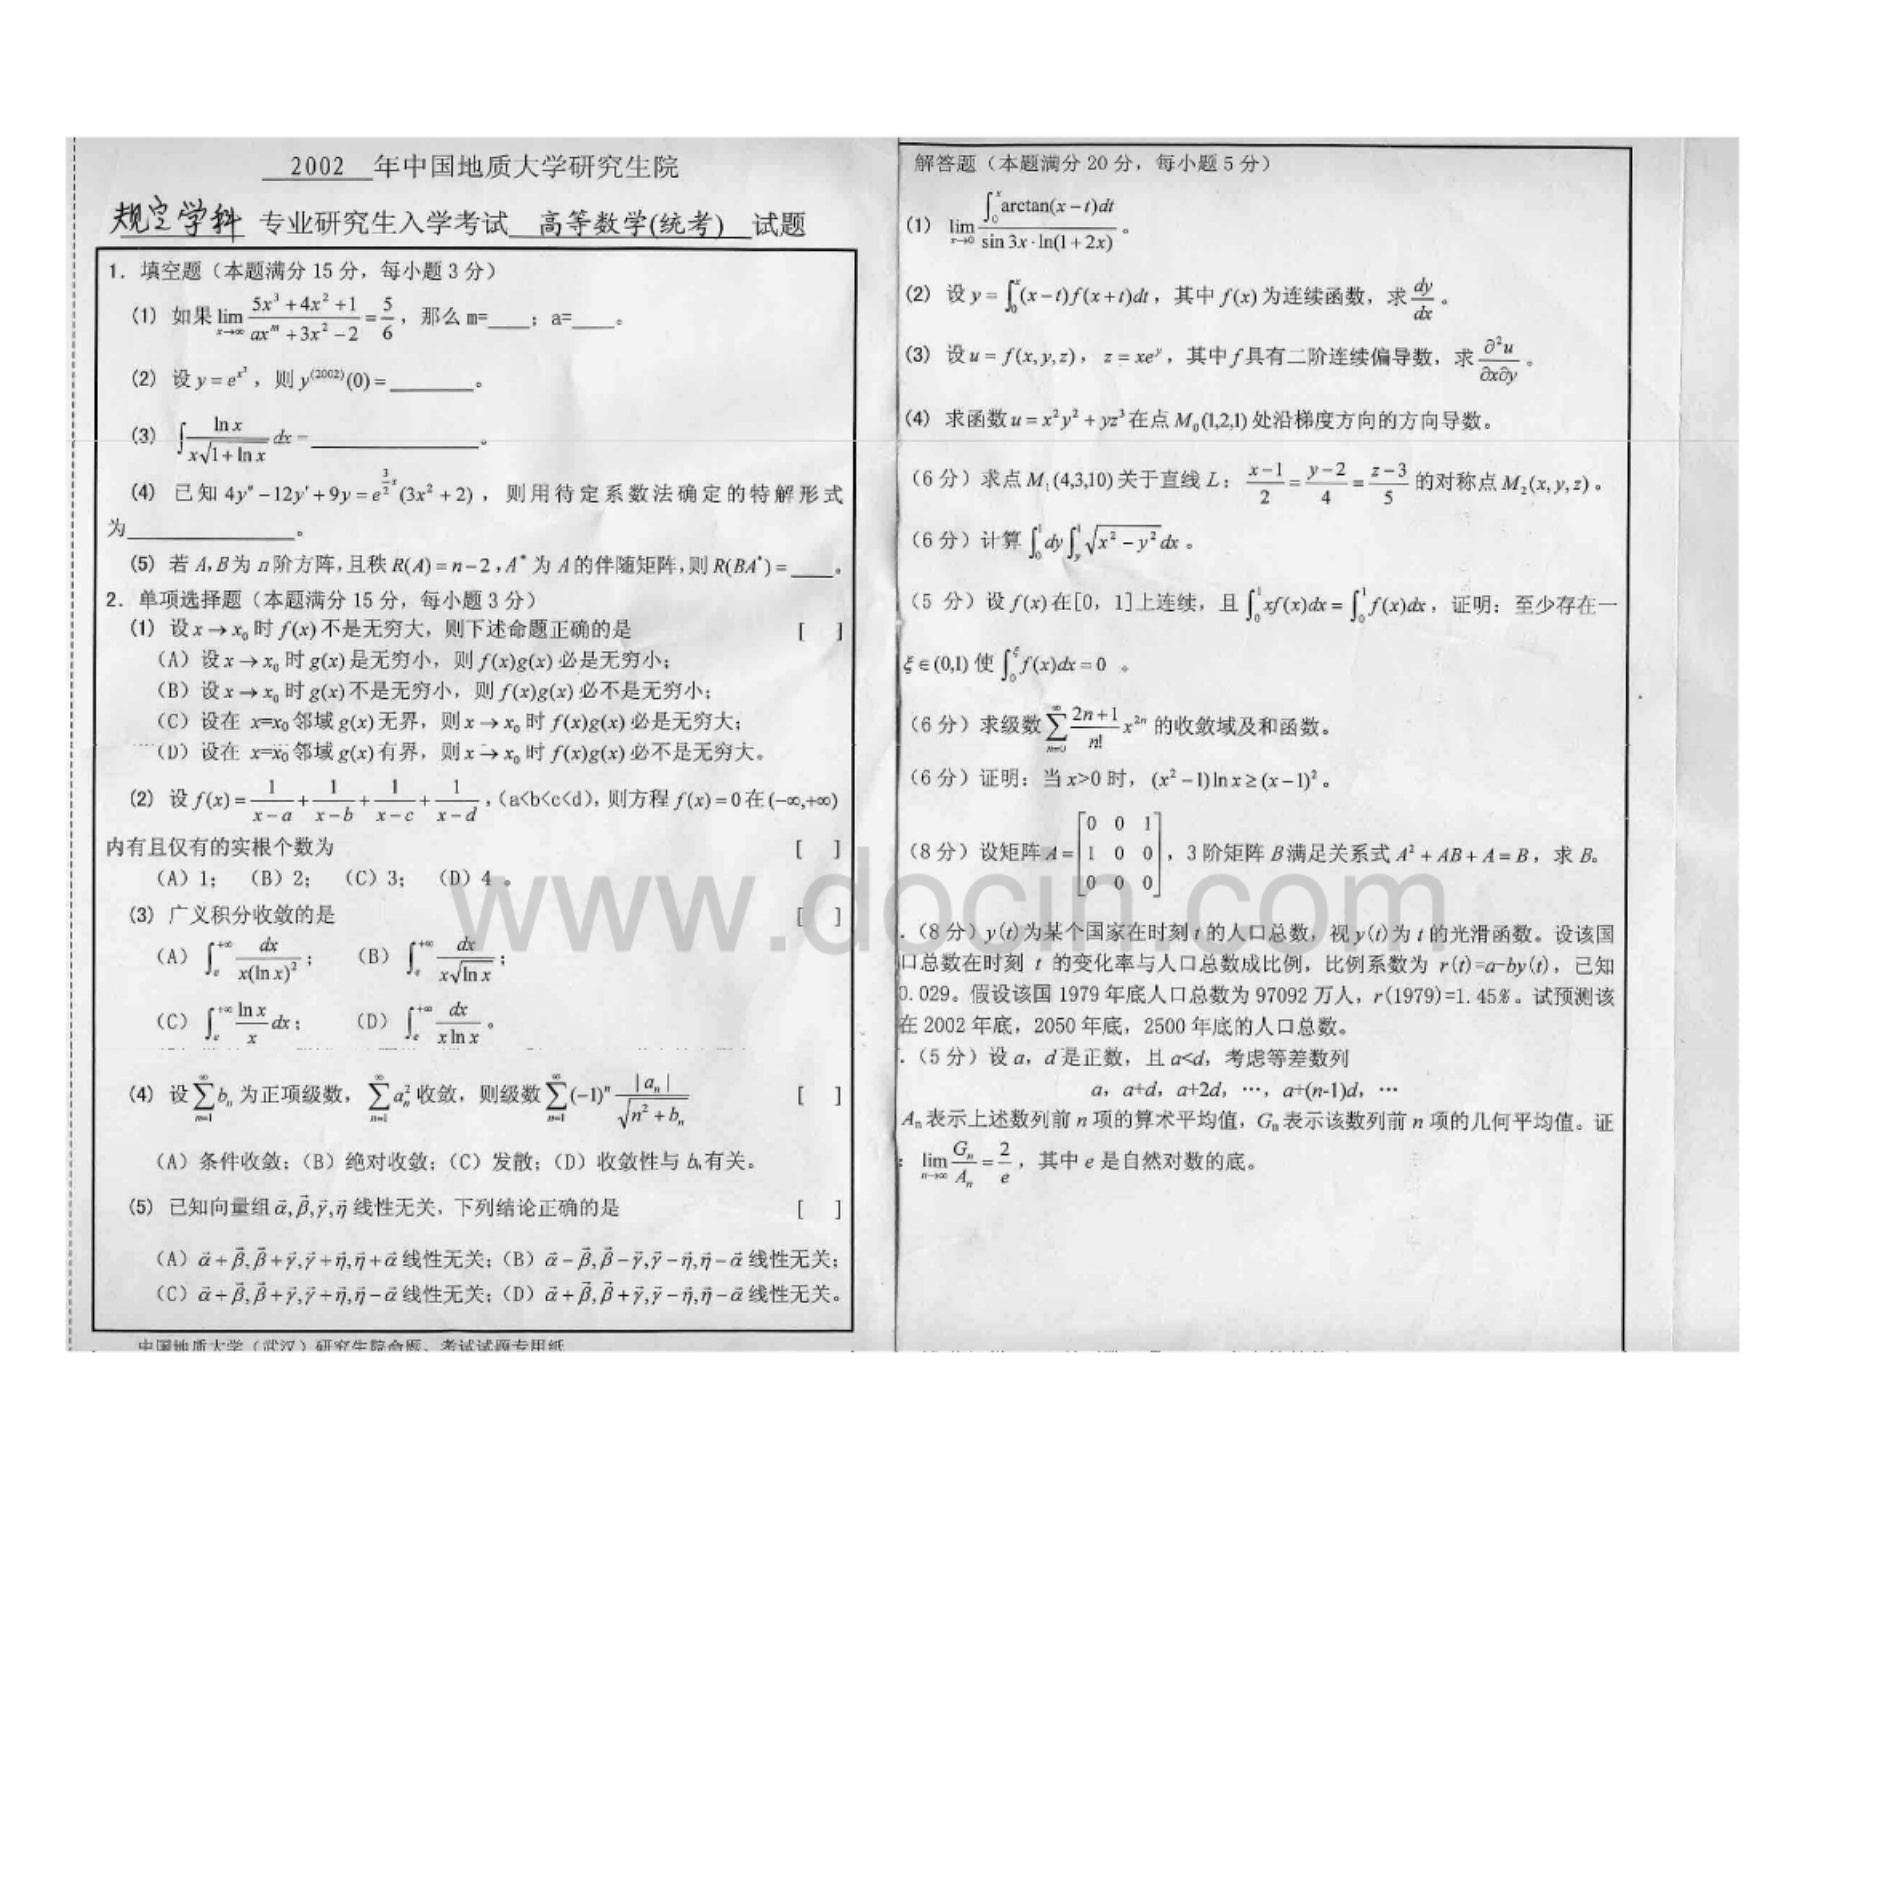 2002 年中国地质大学研究生院
规定学科 专业研究生入学考试 高等数学(统考) 试题
1. 填空题（本题满分 15 分，每小题 3 分）
(1) 如果 lim_{x→∞} (5x³+4x²+1)/(ax^m+3x²-2) = 5/6，那么 m=____；a=____。
(2) 设 y=e^{x²}，则 y^{(2002)}(0)=________。
(3) ∫ ln x/(x√(1+ln x)) dx =____________。
(4) 已知 4y″-12y′+9y=e^{(3/2)x}(3x²+2)，则用待定系数法确定的特解形式
为____________。
(5) 若 A,B为 n 阶方阵,且秩 R(A)=n-2,A* 为 A 的伴随矩阵,则 R(BA*)=____。
2. 单项选择题（本题满分 15 分，每小题 3 分）
(1) 设 x→x₀ 时 f(x) 不是无穷大，则下述命题正确的是 [ ]
(A) 设 x→x₀ 时 g(x) 是无穷小，则 f(x)g(x) 必是无穷小；
(B) 设 x→x₀ 时 g(x) 不是无穷小，则 f(x)g(x) 必不是无穷小；
(C) 设在 x=x₀ 邻域 g(x) 无界，则 x→x₀ 时 f(x)g(x) 必是无穷大；
(D) 设在 x=x₀ 邻域 g(x) 有界，则 x→x₀ 时 f(x)g(x) 必不是无穷大。
(2) 设 f(x)=1/(x-a)+1/(x-b)+1/(x-c)+1/(x-d),(a<b<c<d)，则方程 f(x)=0 在 (-∞,+∞)
内有且仅有的实根个数为 [ ]
(A) 1； (B) 2； (C) 3； (D) 4 。
(3) 广义积分收敛的是 [ ]
(A) ∫_e^{+∞} dx/(x(ln x)²)； (B) ∫_e^{+∞} dx/(x√(ln x))；
(C) ∫_e^{+∞} (ln x/x) dx； (D) ∫_e^{+∞} dx/(x ln x)。
(4) 设 ∑_{n=1}^∞ b_n 为正项级数，∑_{n=1}^∞ a_n² 收敛，则级数 ∑_{n=1}^∞ (-1)^n |a_n|/√(n²+b_n) [ ]
(A) 条件收敛；(B) 绝对收敛；(C) 发散；(D) 收敛性与 b_n 有关。
(5) 已知向量组 α⃗,β⃗,γ⃗,η⃗ 线性无关，下列结论正确的是 [ ]
(A) α⃗+β⃗,β⃗+γ⃗,γ⃗+η⃗,η⃗+α⃗ 线性无关；(B) α⃗-β⃗,β⃗-γ⃗,γ⃗-η⃗,η⃗-α⃗ 线性无关；
(C) α⃗+β⃗,β⃗+γ⃗,γ⃗+η⃗,η⃗-α⃗ 线性无关；(D) α⃗+β⃗,β⃗+γ⃗,γ⃗-η⃗,η⃗-α⃗ 线性无关。
中国地质大学（武汉）研究生院命题、考试试题专用纸
解答题（本题满分 20 分，每小题 5 分）
(1) lim_{x→0} ∫_0^x arctan(x-t)dt/(sin 3x·ln(1+2x))。
(2) 设 y=∫_0^x (x-t)f(x+t)dt，其中 f(x) 为连续函数，求 dy/dx。
(3) 设 u=f(x,y,z)，z=xe^y，其中 f 具有二阶连续偏导数，求 ∂²u/∂x∂y。
(4) 求函数 u=x²y²+yz³ 在点 M₀(1,2,1) 处沿梯度方向的方向导数。
(6 分) 求点 M₁(4,3,10) 关于直线 L：(x-1)/2=(y-2)/4=(z-3)/5 的对称点 M₂(x,y,z)。
(6 分) 计算 ∫_0^1 dy∫_y^1 √(x²-y²) dx。
(5 分) 设 f(x) 在[0，1]上连续，且 ∫_0^1 xf(x)dx=∫_0^1 f(x)dx，证明：至少存在一
ξ∈(0,1) 使 ∫_0^ξ f(x)dx=0 。
(6 分) 求级数 ∑_{n=0}^∞ (2n+1)/n! x^{2n} 的收敛域及和函数。
(6 分) 证明：当 x>0 时，(x²-1)ln x≥(x-1)²。
(8 分) 设矩阵 A=[0 0 1; 1 0 0; 0 0 0]，3 阶矩阵 B 满足关系式 A²+AB+A=B，求 B。
. (8 分) y(t) 为某个国家在时刻 t 的人口总数，视 y(t) 为 t 的光滑函数。设该国
口总数在时刻 t 的变化率与人口总数成比例，比例系数为 r(t)=a-by(t)，已知
0.029。假设该国 1979 年底人口总数为 97092 万人，r(1979)=1.45%。试预测该
在 2002 年底，2050 年底，2500 年底的人口总数。
. (5 分) 设 a，d 是正数，且 a<d，考虑等差数列
a，a+d，a+2d，…，a+(n-1)d，…
A_n 表示上述数列前 n 项的算术平均值，G_n 表示该数列前 n 项的几何平均值。证
：lim_{n→∞} G_n/A_n=2/e，其中 e 是自然对数的底。
www.docin.com